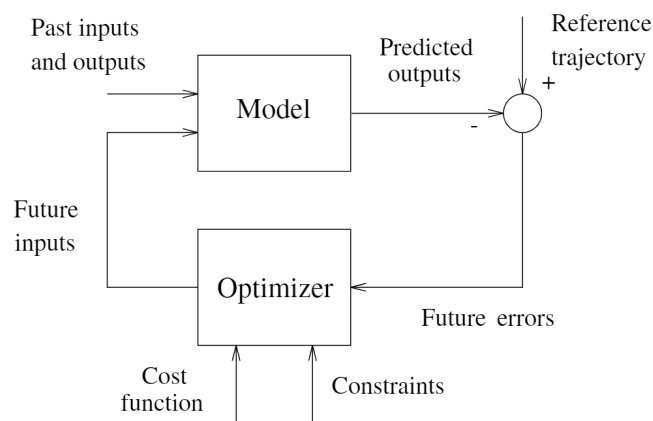 Past inputs
and outputs
Model
Predicted
outputs
Reference
trajectory
+
-
Future
inputs
Optimizer
Future errors
Cost
function
Constraints